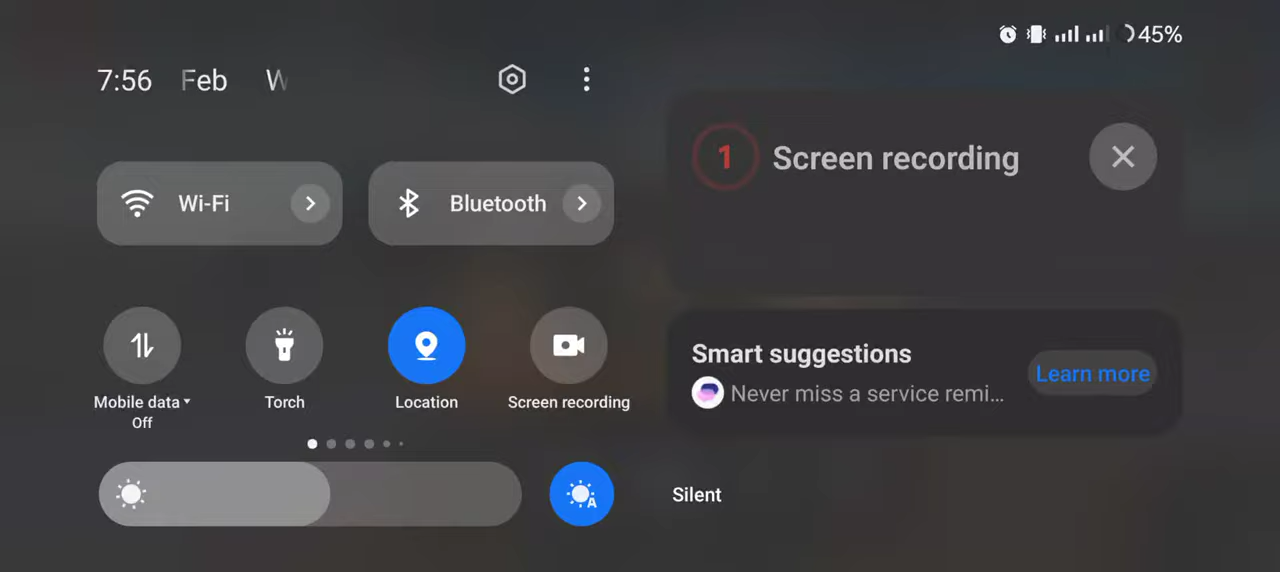 45%
7:56 Feb W
1 Screen recording
Wi-Fi
Bluetooth
Smart suggestions
Never miss a service remi...
Learn more
Mobile data
Off
Torch
Location
Screen recording
A
Silent